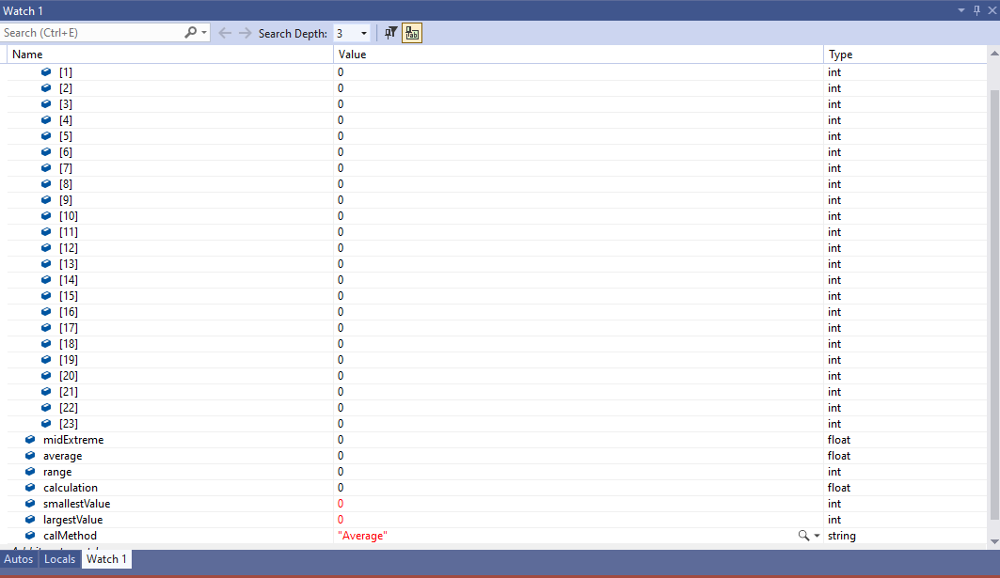 Watch 1
Search (Ctrl+E) Search Depth: 3
Name Value Type
[1] 0 int
[2] 0 int
[3] 0 int
[4] 0 int
[5] 0 int
[6] 0 int
[7] 0 int
[8] 0 int
[9] 0 int
[10] 0 int
[11] 0 int
[12] 0 int
[13] 0 int
[14] 0 int
[15] 0 int
[16] 0 int
[17] 0 int
[18] 0 int
[19] 0 int
[20] 0 int
[21] 0 int
[22] 0 int
[23] 0 int
midExtreme 0 float
average 0 float
range 0 int
calculation 0 float
smallestValue 0 int
largestValue 0 int
calMethod "Average" string
Autos Locals Watch 1